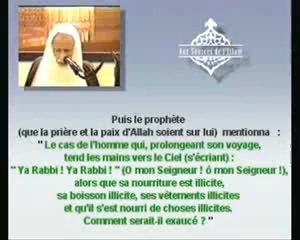 Aux Sources de l'Islam
Puis le prophète
(que la prière et la paix d'Allah soient sur lui) mentionna :
" Le cas de l'homme qui, prolongeant son voyage,
tend les mains vers le Ciel (s'écriant) :
" Ya Rabbi ! Ya Rabbi ! " (O mon Seigneur ! ô mon Seigneur !),
alors que sa nourriture est illicite,
sa boisson illicite, ses vêtements illicites
et qu'il s'est nourri de choses illicites.
Comment serait-il exaucé ? "